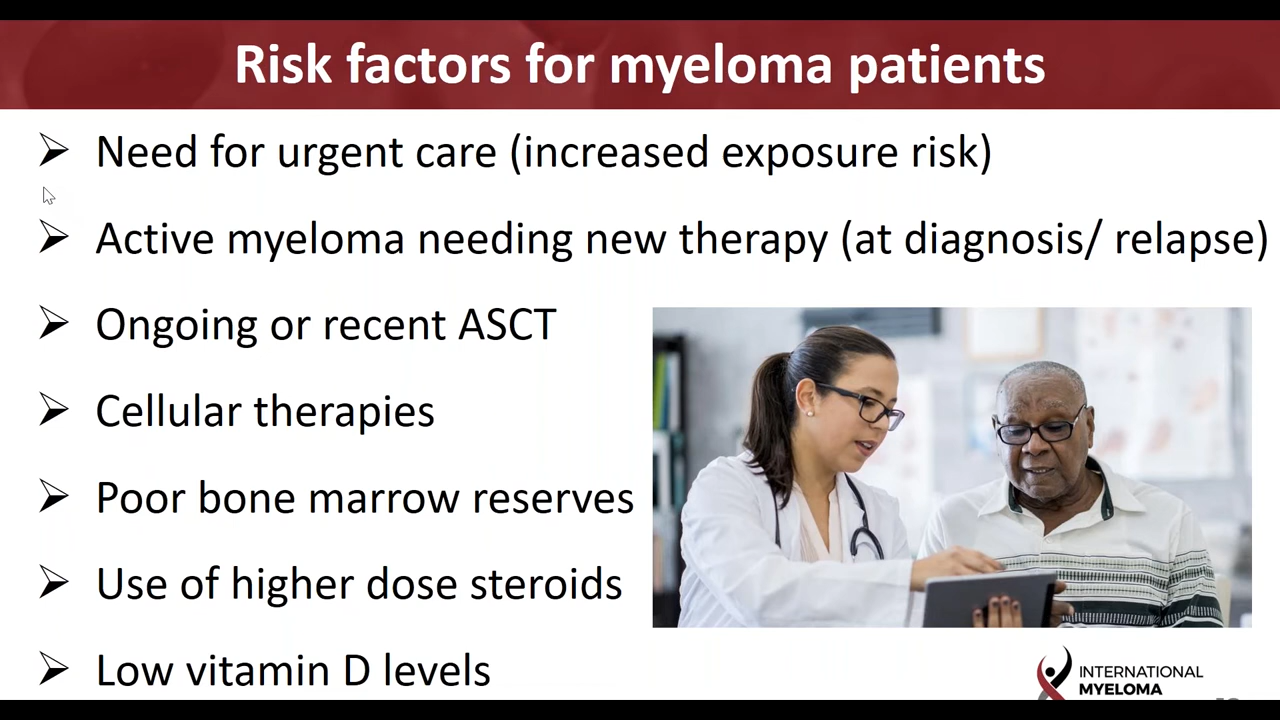 Risk factors for myeloma patients
Need for urgent care (increased exposure risk)
Active myeloma needing new therapy (at diagnosis/ relapse)
Ongoing or recent ASCT
Cellular therapies
Poor bone marrow reserves
Use of higher dose steroids
Low vitamin D levels
INTERNATIONAL
MYELOMA